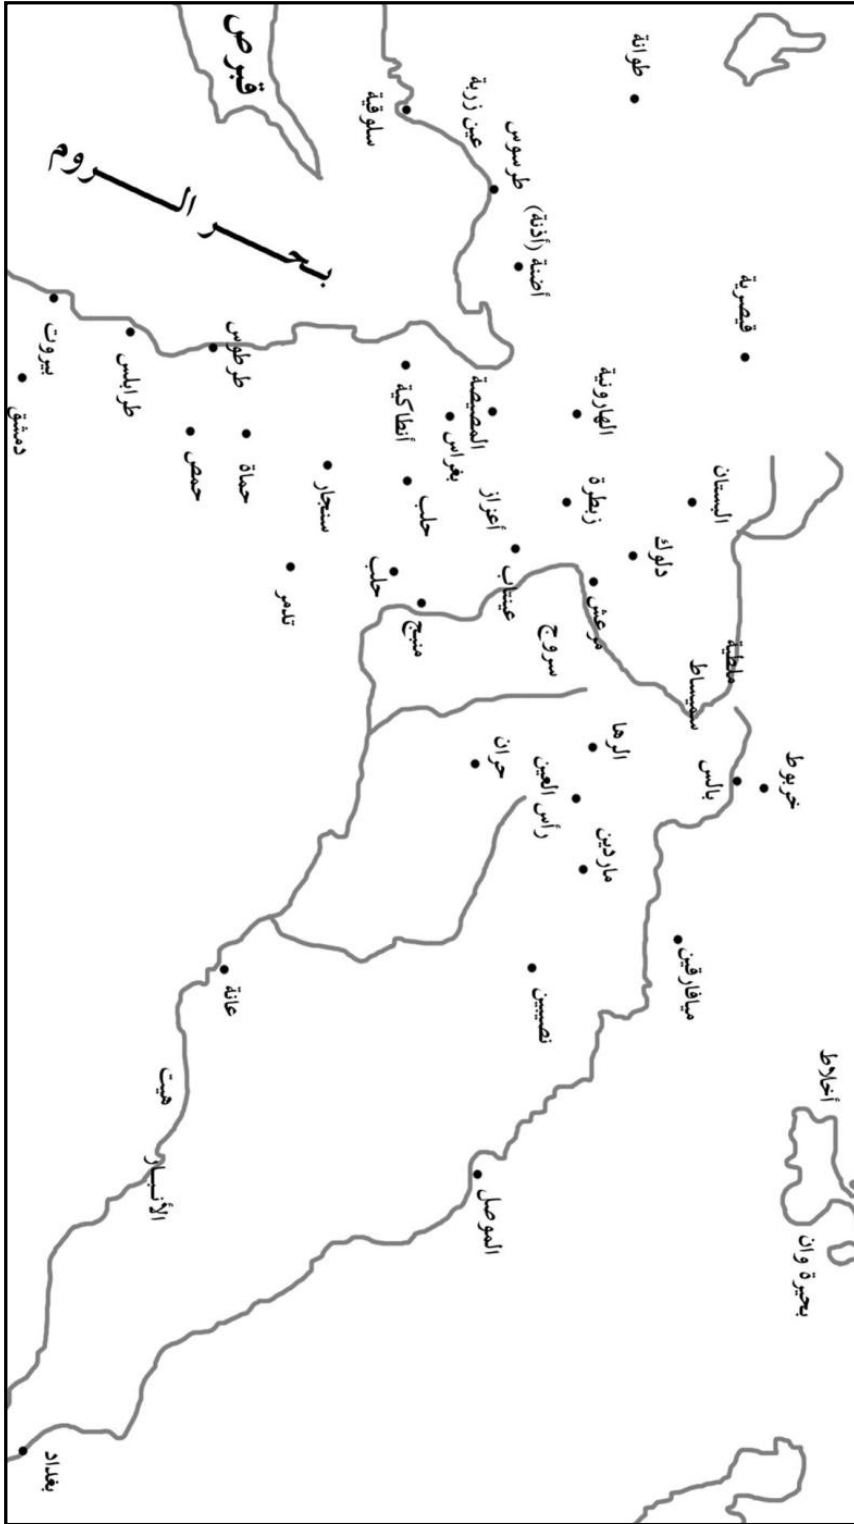 أخلاط
بحيرة وان
خربوط
قيصرية
ملطية
البستان
بالس
سميساط
ميافارقين
دلوك
طوانة
الرها
الهارونية
ماردين
مرعش
زبطرة
سروج
رأس العين
نصيبين
أضنة (أذنة)
طرسوس
عينتاب
حران
أعزاز
الموصل
عين زربة
المصيصة
بغراس
حلب
منبج
أنطاكية
حلب
سلوقية
سنجار
بحر الروم
تدمر
حماة
قبرص
طرطوس
عانة
حمص
هيت
الأنبار
طرابلس
بغداد
بيروت
دمشق